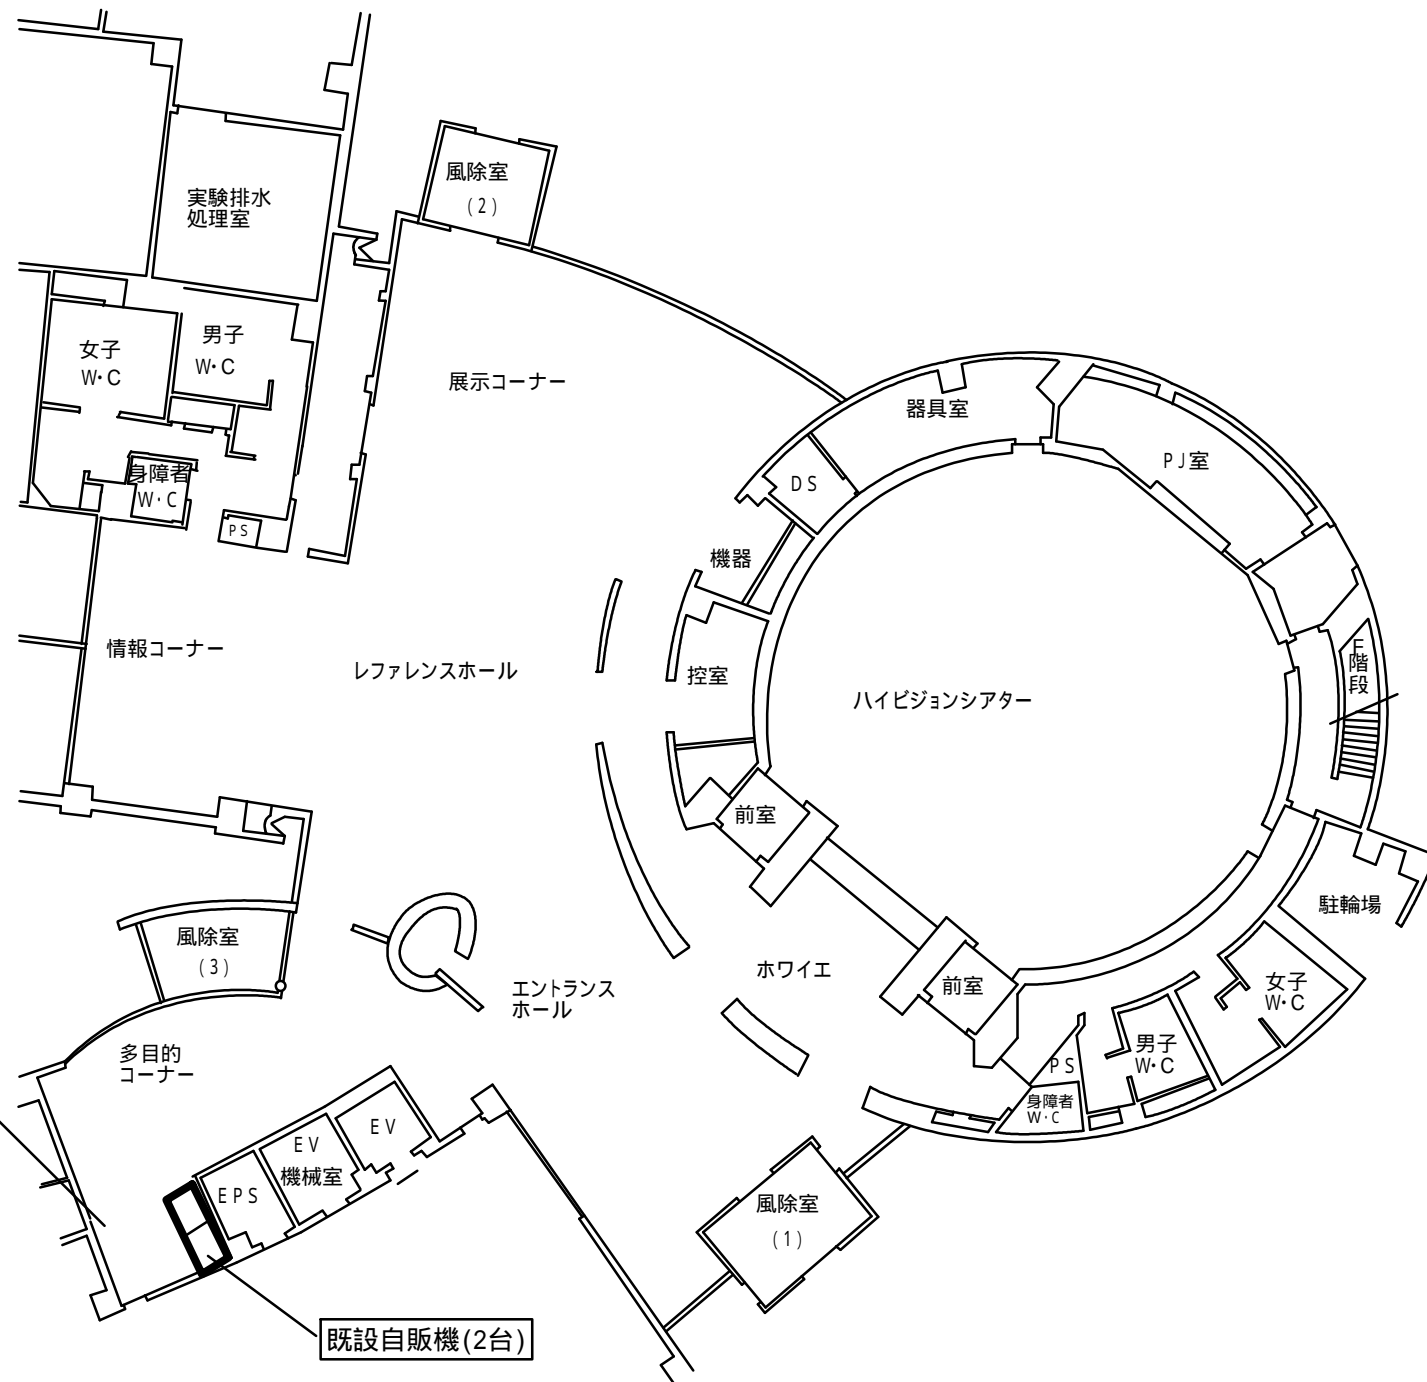 風除室
(2)
実験排水
処理室
男子
W・C
女子
W・C
展示コーナー
器具室
PJ室
DS
身障者
W・C
PS
機器
情報コーナー
レファレンスホール
控室
ハイビジョンシアター
F
階
段
前室
駐輪場
風除室
(3)
ホワイエ
エントランス
ホール
前室
女子
W・C
多目的
コーナー
男子
W・C
PS
身障者
W・C
EV
EV
機械室
EPS
風除室
(1)
既設自販機(2台)